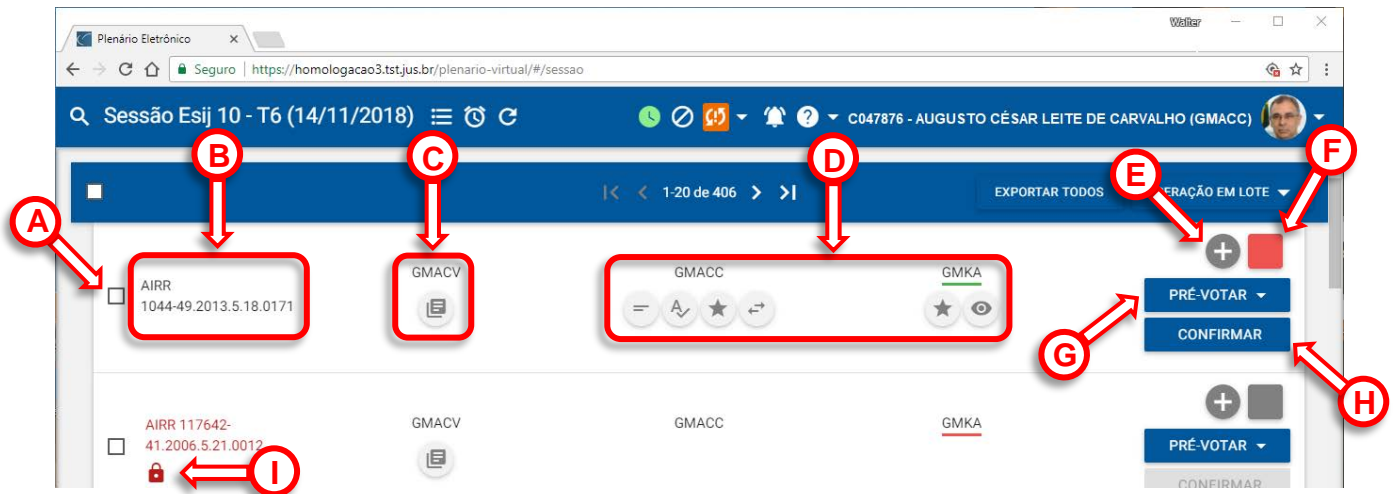 Plenário Eletrônico
Walter
Seguro | https://homologacao3.tst.jus.br/plenario-virtual/#/sessao
Sessão Esij 10 - T6 (14/11/2018)
C047876 - AUGUSTO CÉSAR LEITE DE CARVALHO (GMACC)
B
C
D
E
F
1-20 de 406
EXPORTAR TODOS
ERAÇÃO EM LOTE
A
AIRR
1044-49.2013.5.18.0171
GMACV
GMACC
GMKA
PRÉ-VOTAR
CONFIRMAR
G
H
AIRR 117642-
41.2006.5.21.0012
GMACV
GMACC
GMKA
PRÉ-VOTAR
CONFIRMAR
I